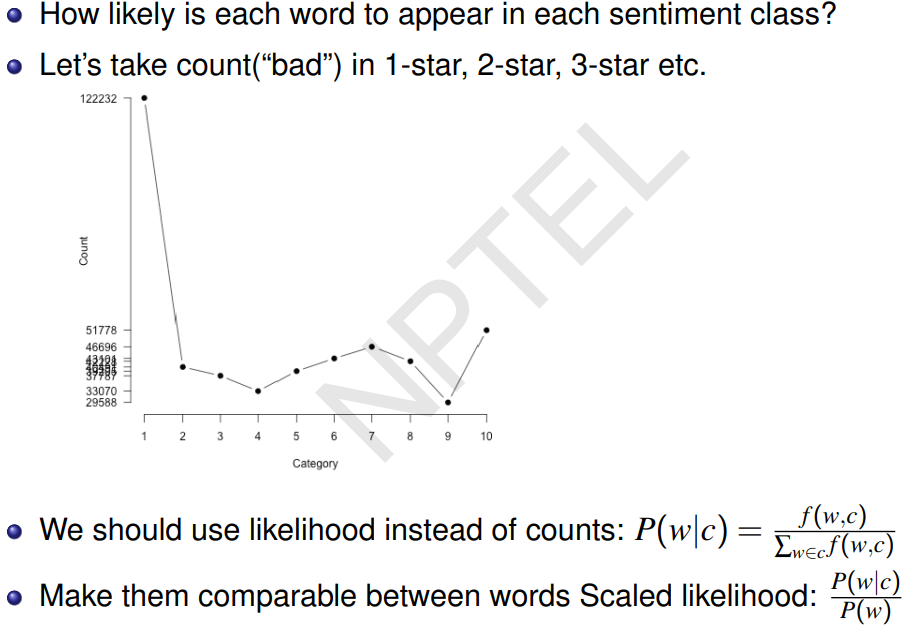 How likely is each word to appear in each sentiment class?
Let's take count("bad") in 1-star, 2-star, 3-star etc.
122232
Count
51778
46696
37787
33070
29588
1 2 3 4 5 6 7 8 9 10
Category
NPTEL
We should use likelihood instead of counts: P(w|c) = f(w,c) / Σw∈c f(w,c)
Make them comparable between words Scaled likelihood: P(w|c) / P(w)